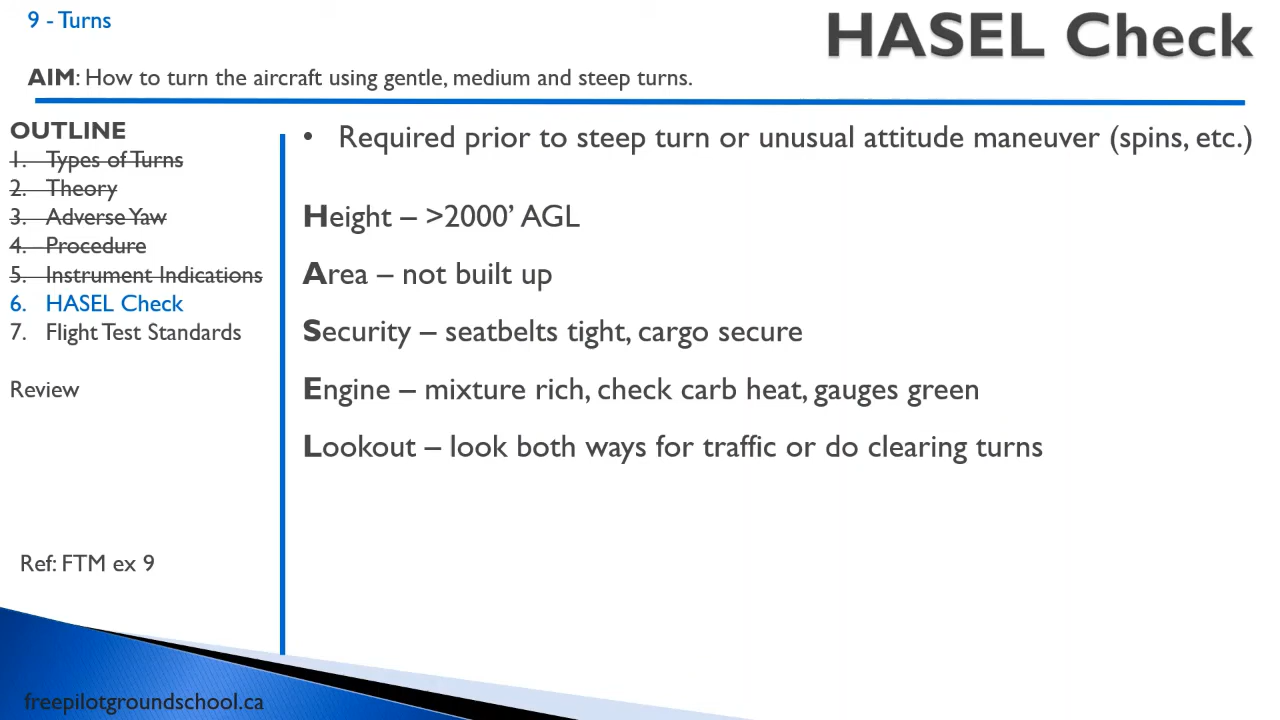 9 - Turns
HASEL Check
AIM: How to turn the aircraft using gentle, medium and steep turns.
OUTLINE
1. Types of Turns
2. Theory
3. Adverse Yaw
4. Procedure
5. Instrument Indications
6. HASEL Check
7. Flight Test Standards
Review
Ref: FTM ex 9
• Required prior to steep turn or unusual attitude maneuver (spins, etc.)
Height – >2000’ AGL
Area – not built up
Security – seatbelts tight, cargo secure
Engine – mixture rich, check carb heat, gauges green
Lookout – look both ways for traffic or do clearing turns
freepilotgroundschool.ca